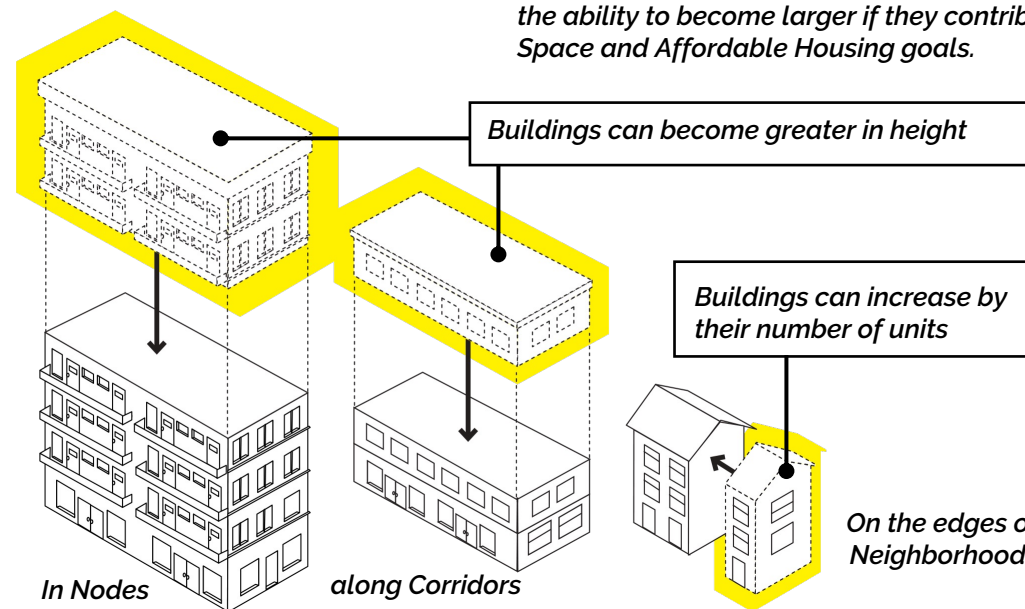 the ability to become larger if they contrib
Space and Affordable Housing goals.
Buildings can become greater in height
Buildings can increase by
their number of units
On the edges o
Neighborhood
In Nodes
along Corridors